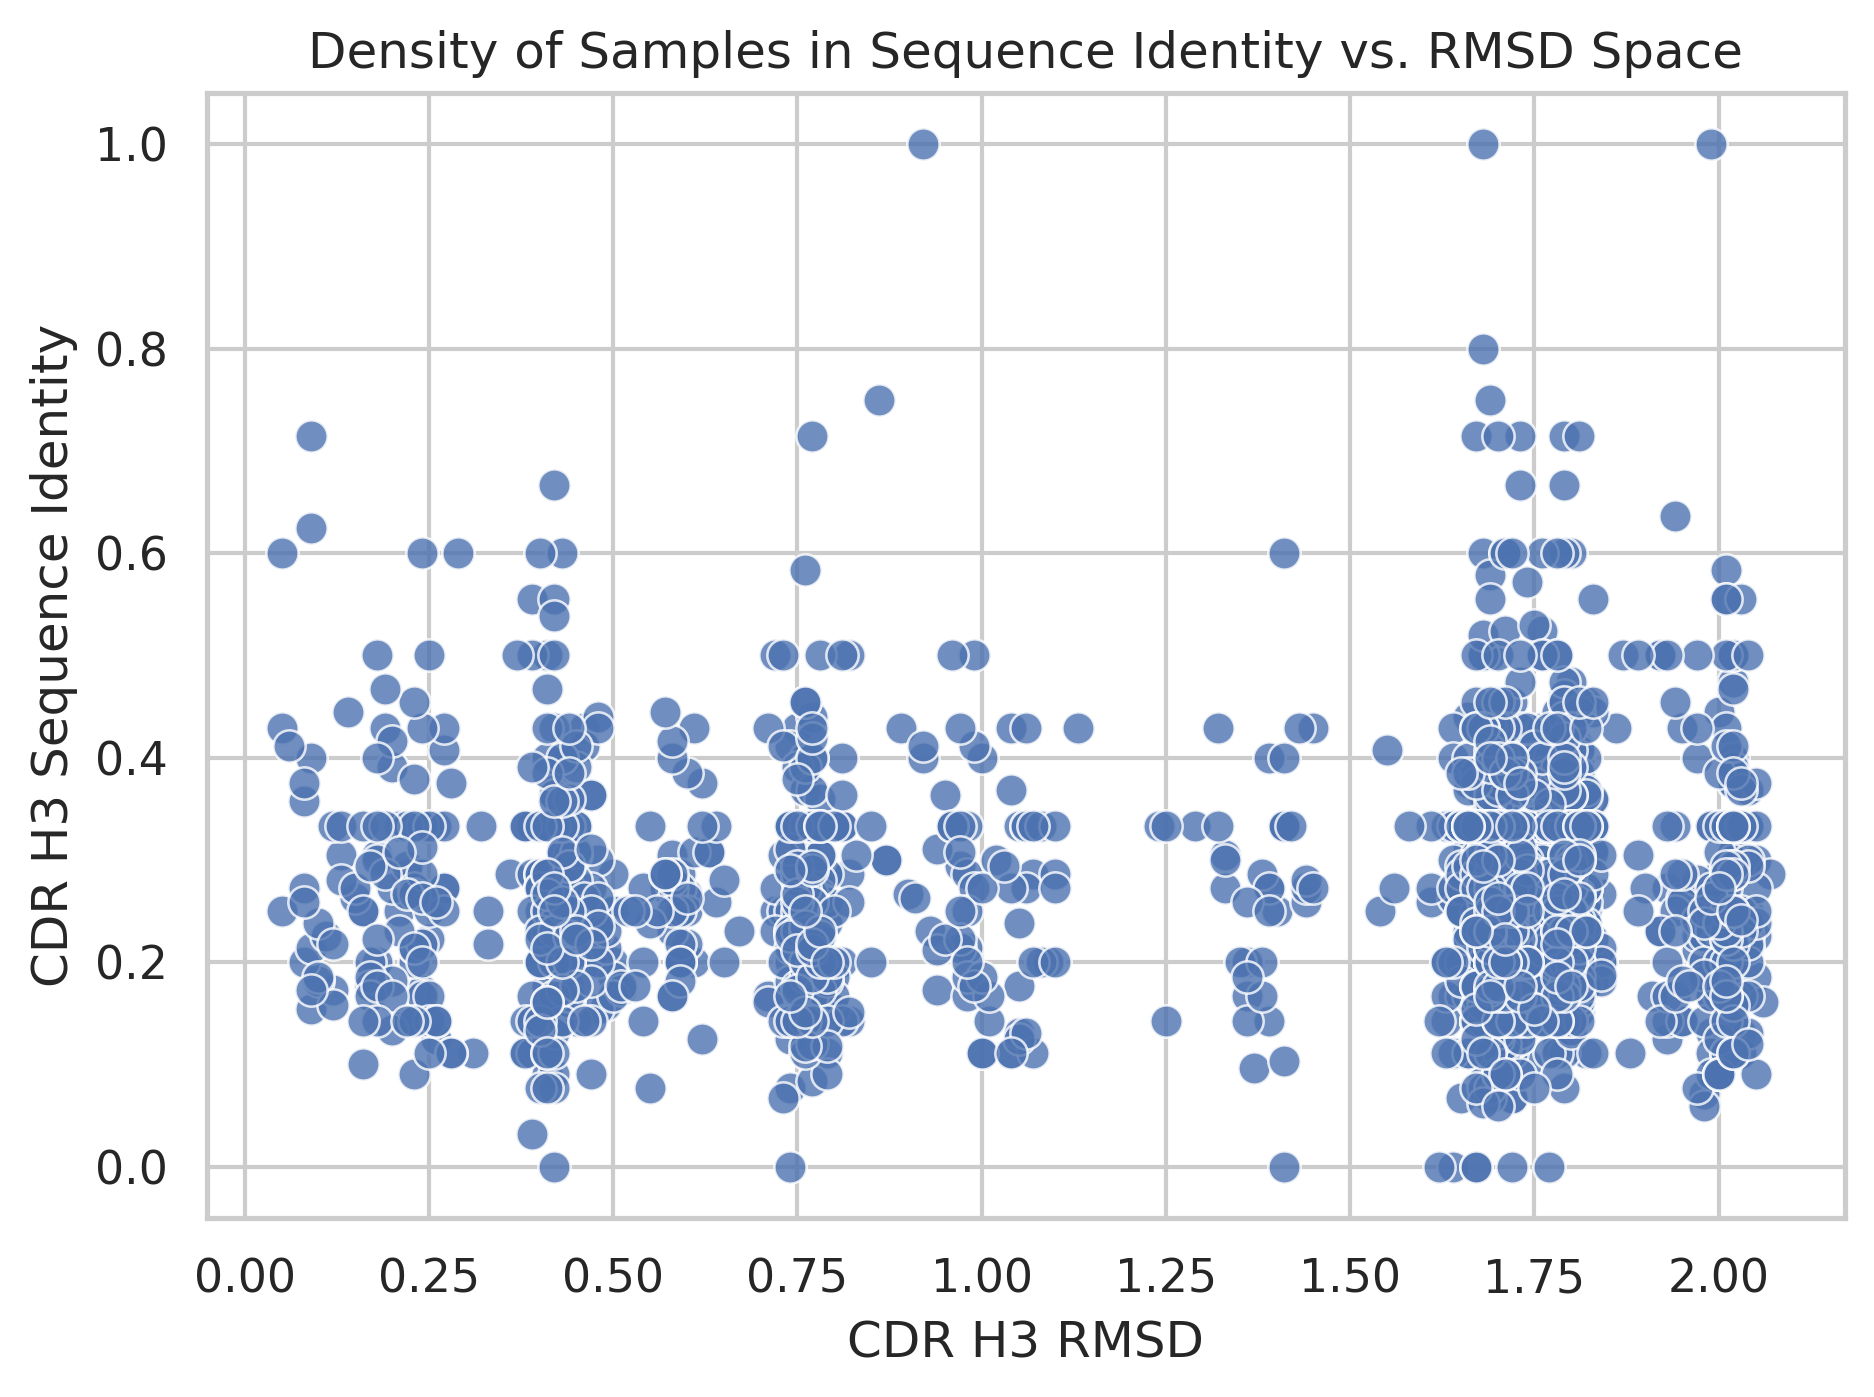 Density of Samples in Sequence Identity vs. RMSD Space
CDR H3 Sequence Identity
1.0
0.8
0.6
0.4
0.2
0.0
0.00 0.25 0.50 0.75 1.00 1.25 1.50 1.75 2.00
CDR H3 RMSD